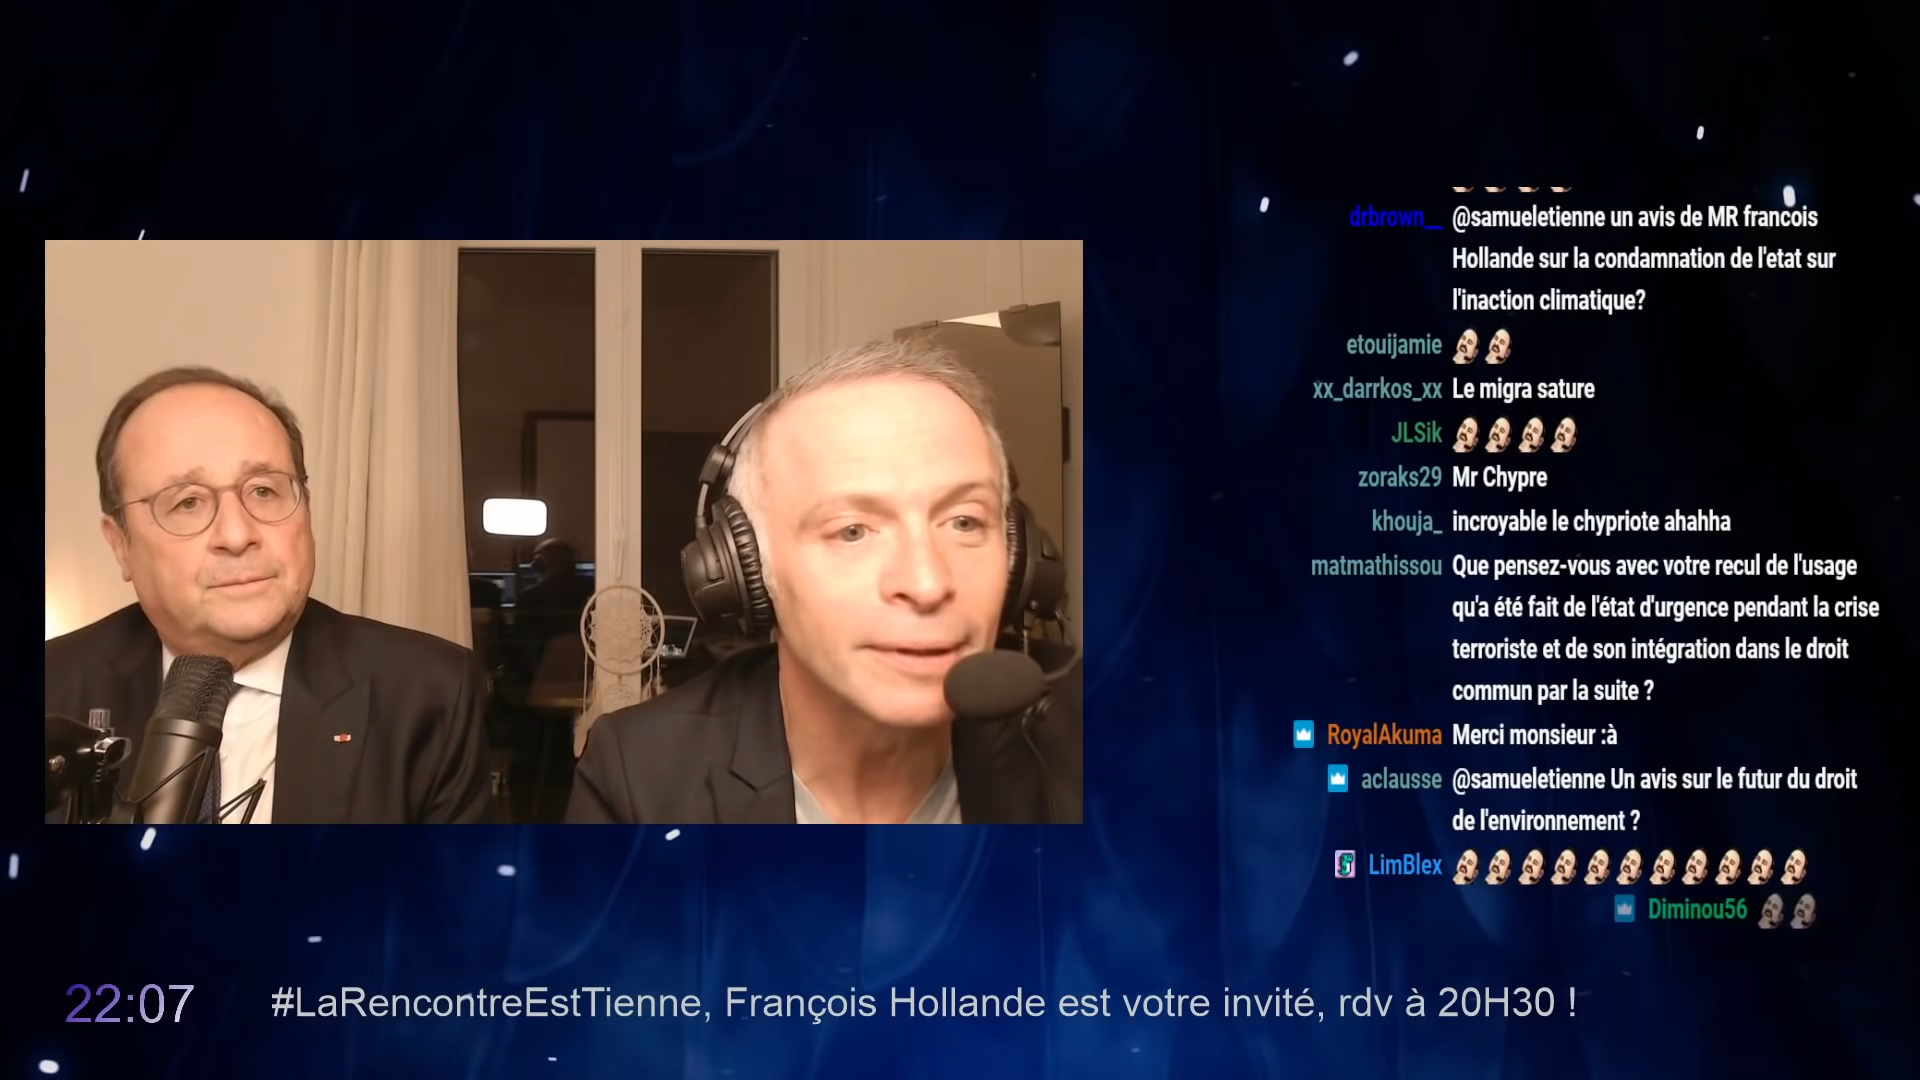 drbrown__ @samueletienne un avis de MR francois
Hollande sur la condamnation de l'etat sur
l'inaction climatique?
etouijamie
xx_darrkos_xx Le migra sature
JLSik
zoraks29 Mr Chypre
khouja_ incroyable le chypriote ahahha
matmathissou Que pensez-vous avec votre recul de l'usage
qu'a été fait de l'état d'urgence pendant la crise
terroriste et de son intégration dans le droit
commun par la suite ?
RoyalAkuma Merci monsieur :à
aclausse @samueletienne Un avis sur le futur du droit
de l'environnement ?
LimBlex
Diminou56
22:07 #LaRencontreEstTienne, François Hollande est votre invité, rdv à 20H30 !